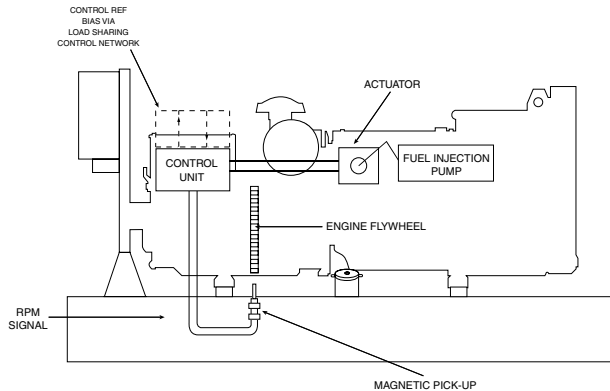 CONTROL REF
BIAS VIA
LOAD SHARING
CONTROL NETWORK
ACTUATOR
CONTROL
UNIT
FUEL INJECTION
PUMP
ENGINE FLYWHEEL
RPM
SIGNAL
MAGNETIC PICK-UP